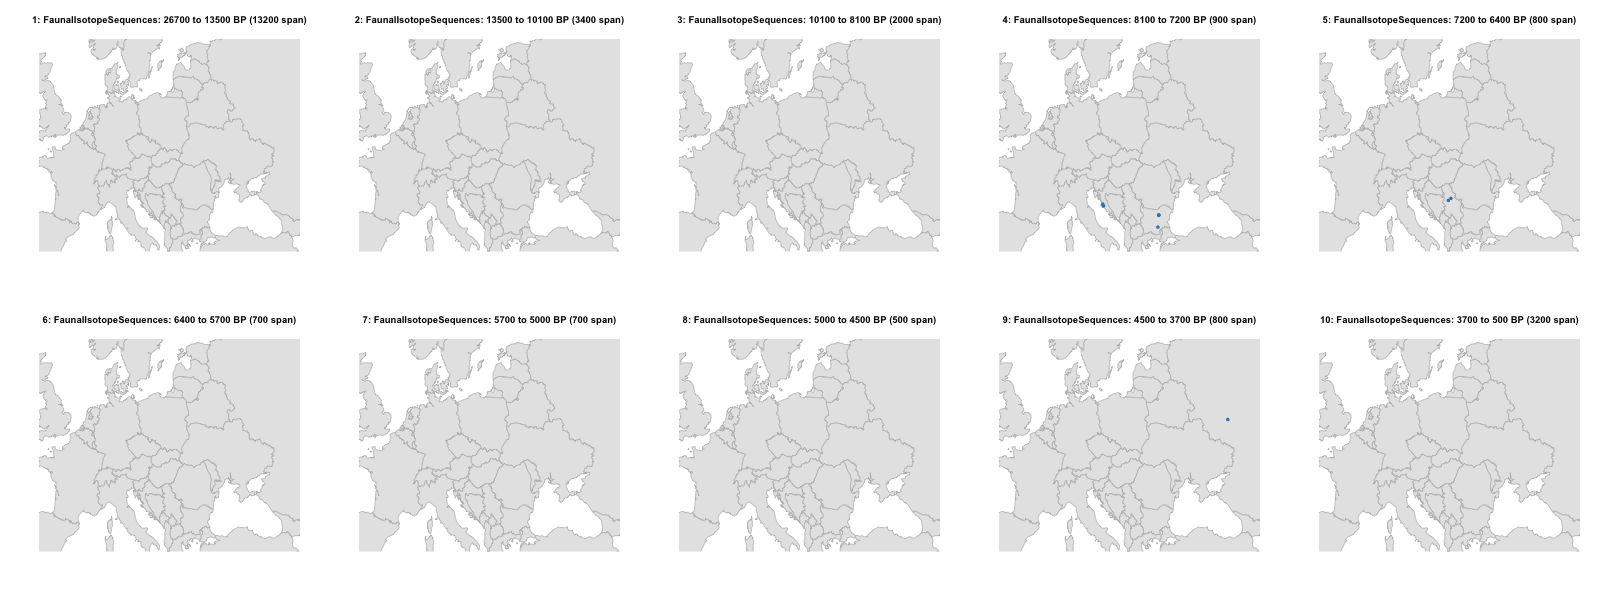 1: FaunalIsotopeSequences: 26700 to 13500 BP (13200 span)
2: FaunalIsotopeSequences: 13500 to 10100 BP (3400 span)
3: FaunalIsotopeSequences: 10100 to 8100 BP (2000 span)
4: FaunalIsotopeSequences: 8100 to 7200 BP (900 span)
5: FaunalIsotopeSequences: 7200 to 6400 BP (800 span)
6: FaunalIsotopeSequences: 6400 to 5700 BP (700 span)
7: FaunalIsotopeSequences: 5700 to 5000 BP (700 span)
8: FaunalIsotopeSequences: 5000 to 4500 BP (500 span)
9: FaunalIsotopeSequences: 4500 to 3700 BP (800 span)
10: FaunalIsotopeSequences: 3700 to 500 BP (3200 span)